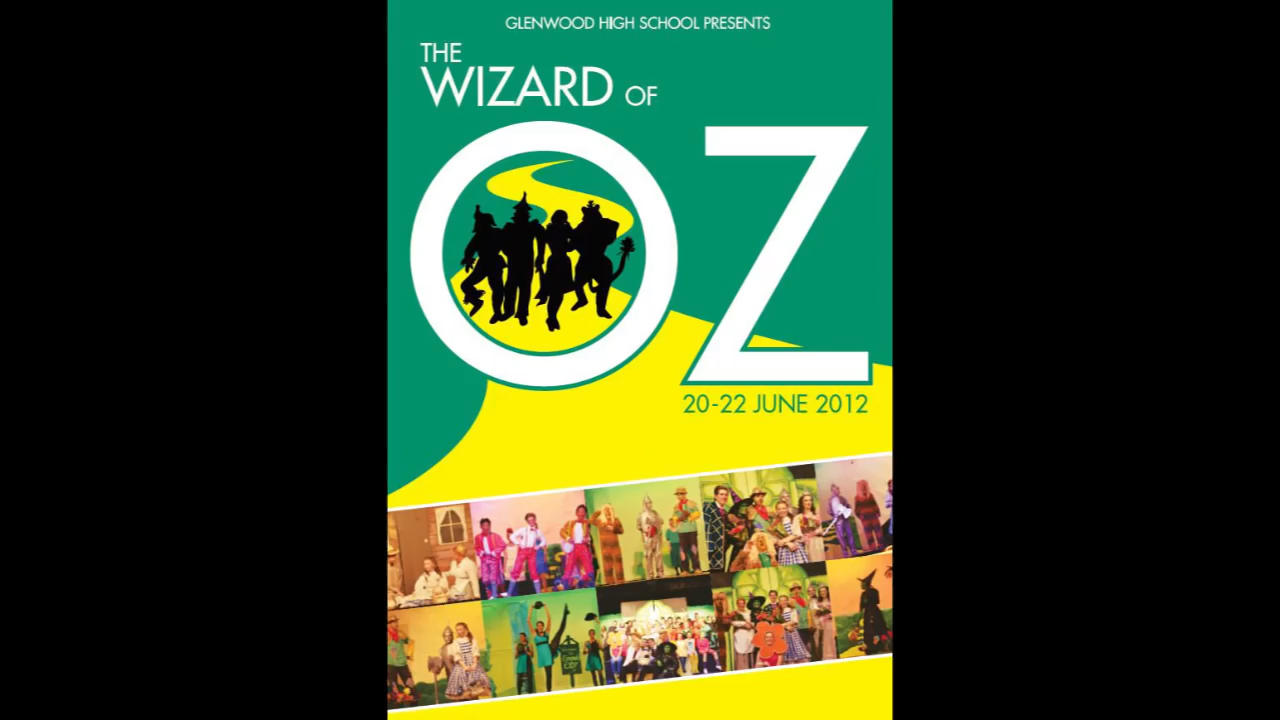 GLENWOOD HIGH SCHOOL PRESENTS
THE
WIZARD OF
OZ
20-22 JUNE 2012